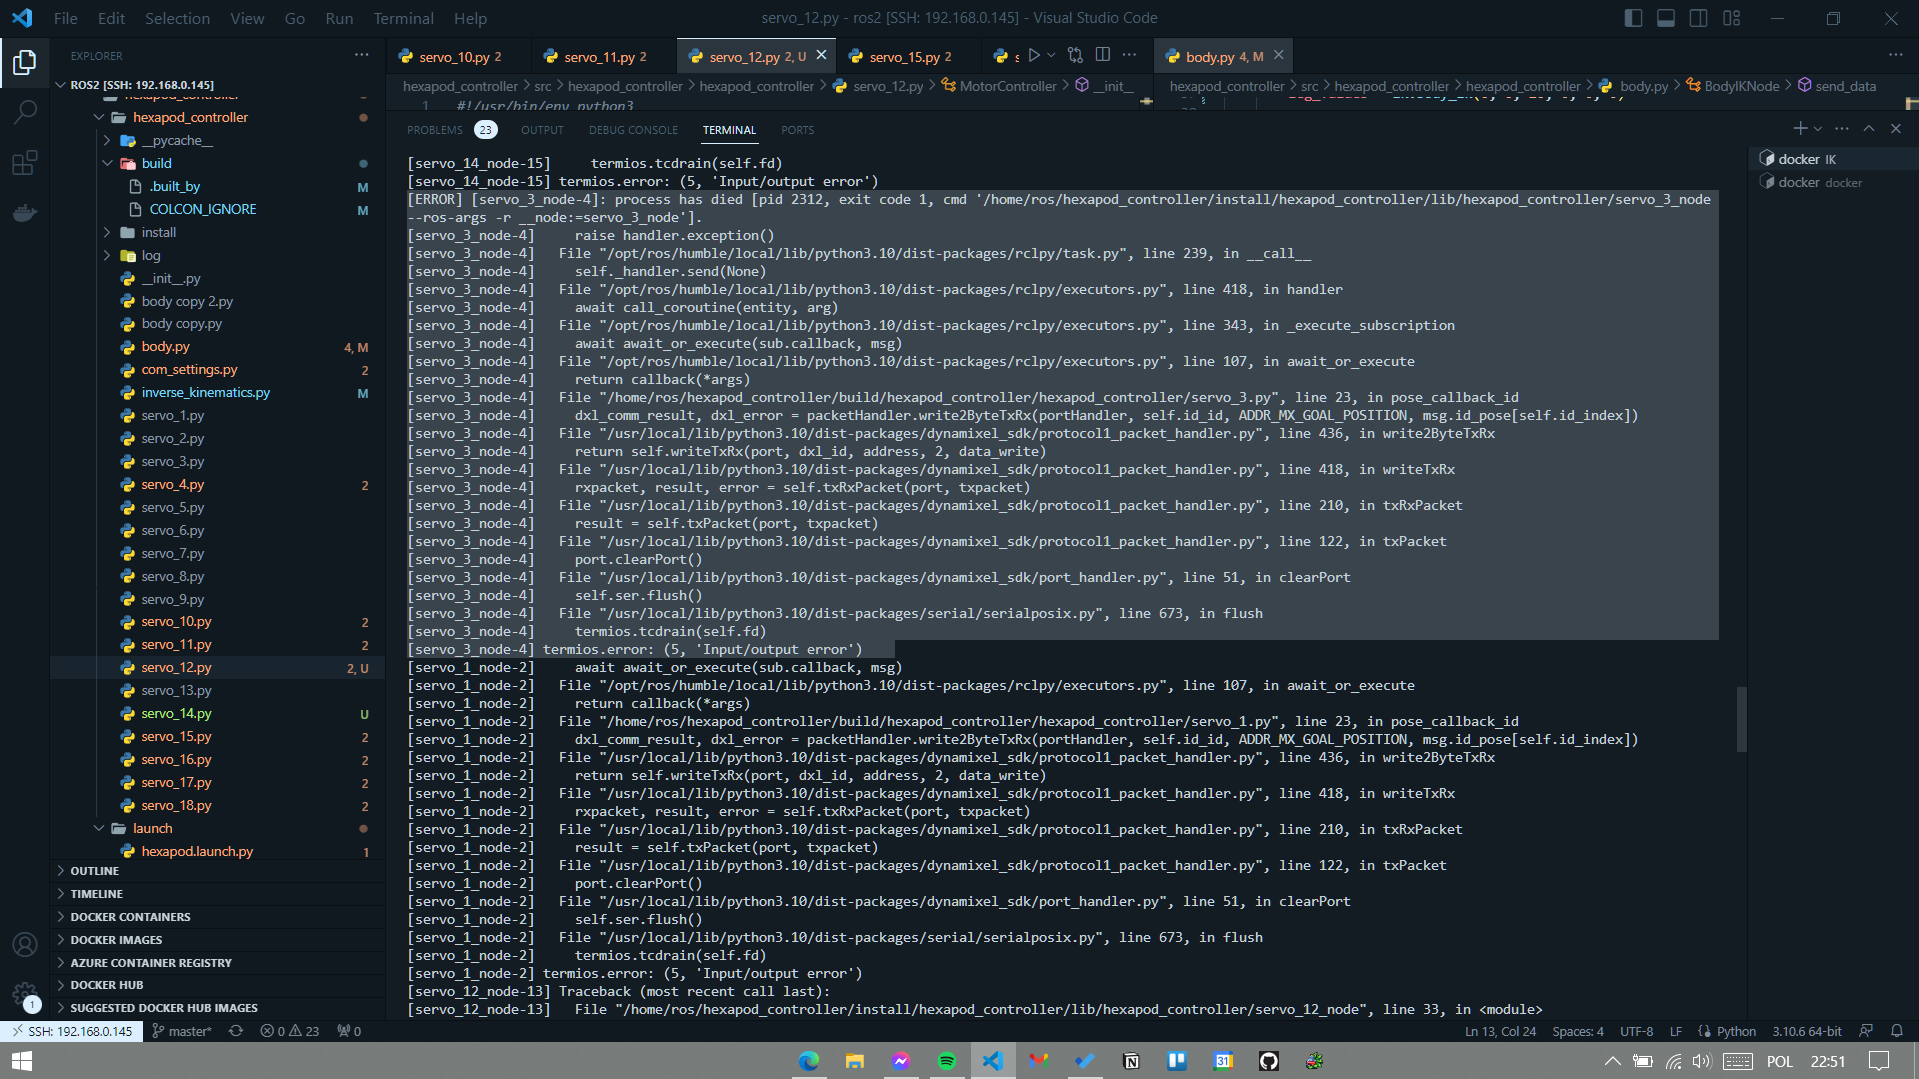 File Edit Selection View Go Run Terminal Help
servo_12.py - ros2 [SSH: 192.168.0.145] - Visual Studio Code
EXPLORER
ROS2 [SSH: 192.168.0.145]
hexapod_controller
hexapod_controller
__pycache__
build
.built_by M
COLCON_IGNORE M
install
log
__init__.py
body copy 2.py
body copy.py
body.py 4, M
com_settings.py 2
inverse_kinematics.py M
servo_1.py
servo_2.py
servo_3.py
servo_4.py 2
servo_5.py
servo_6.py
servo_7.py
servo_8.py
servo_9.py
servo_10.py 2
servo_11.py 2
servo_12.py 2, U
servo_13.py
servo_14.py U
servo_15.py 2
servo_16.py 2
servo_17.py 2
servo_18.py 2
launch
hexapod.launch.py 1
OUTLINE
TIMELINE
DOCKER CONTAINERS
DOCKER IMAGES
AZURE CONTAINER REGISTRY
DOCKER HUB
SUGGESTED DOCKER HUB IMAGES
servo_10.py 2 servo_11.py 2 servo_12.py 2, U servo_15.py 2 s
body.py 4, M
hexapod_controller > src > hexapod_controller > hexapod_controller > servo_12.py > MotorController > __init__
hexapod_controller > src > hexapod_controller > hexapod_controller > body.py > BodyIKNode > send_data
1 #!/usr/bin/env python3
PROBLEMS 23 OUTPUT DEBUG CONSOLE TERMINAL PORTS
docker IK
docker docker
[servo_14_node-15]     termios.tcdrain(self.fd)
[servo_14_node-15] termios.error: (5, 'Input/output error')
[ERROR] [servo_3_node-4]: process has died [pid 2312, exit code 1, cmd '/home/ros/hexapod_controller/install/hexapod_controller/lib/hexapod_controller/servo_3_node
--ros-args -r __node:=servo_3_node'].
[servo_3_node-4]     raise handler.exception()
[servo_3_node-4]   File "/opt/ros/humble/local/lib/python3.10/dist-packages/rclpy/task.py", line 239, in __call__
[servo_3_node-4]     self._handler.send(None)
[servo_3_node-4]   File "/opt/ros/humble/local/lib/python3.10/dist-packages/rclpy/executors.py", line 418, in handler
[servo_3_node-4]     await call_coroutine(entity, arg)
[servo_3_node-4]   File "/opt/ros/humble/local/lib/python3.10/dist-packages/rclpy/executors.py", line 343, in _execute_subscription
[servo_3_node-4]     await await_or_execute(sub.callback, msg)
[servo_3_node-4]   File "/opt/ros/humble/local/lib/python3.10/dist-packages/rclpy/executors.py", line 107, in await_or_execute
[servo_3_node-4]     return callback(*args)
[servo_3_node-4]   File "/home/ros/hexapod_controller/build/hexapod_controller/hexapod_controller/servo_3.py", line 23, in pose_callback_id
[servo_3_node-4]     dxl_comm_result, dxl_error = packetHandler.write2ByteTxRx(portHandler, self.id_id, ADDR_MX_GOAL_POSITION, msg.id_pose[self.id_index])
[servo_3_node-4]   File "/usr/local/lib/python3.10/dist-packages/dynamixel_sdk/protocol1_packet_handler.py", line 436, in write2ByteTxRx
[servo_3_node-4]     return self.writeTxRx(port, dxl_id, address, 2, data_write)
[servo_3_node-4]   File "/usr/local/lib/python3.10/dist-packages/dynamixel_sdk/protocol1_packet_handler.py", line 418, in writeTxRx
[servo_3_node-4]     rxpacket, result, error = self.txRxPacket(port, txpacket)
[servo_3_node-4]   File "/usr/local/lib/python3.10/dist-packages/dynamixel_sdk/protocol1_packet_handler.py", line 210, in txRxPacket
[servo_3_node-4]     result = self.txPacket(port, txpacket)
[servo_3_node-4]   File "/usr/local/lib/python3.10/dist-packages/dynamixel_sdk/protocol1_packet_handler.py", line 122, in txPacket
[servo_3_node-4]     port.clearPort()
[servo_3_node-4]   File "/usr/local/lib/python3.10/dist-packages/dynamixel_sdk/port_handler.py", line 51, in clearPort
[servo_3_node-4]     self.ser.flush()
[servo_3_node-4]   File "/usr/local/lib/python3.10/dist-packages/serial/serialposix.py", line 673, in flush
[servo_3_node-4]     termios.tcdrain(self.fd)
[servo_3_node-4] termios.error: (5, 'Input/output error')
[servo_1_node-2]     await await_or_execute(sub.callback, msg)
[servo_1_node-2]   File "/opt/ros/humble/local/lib/python3.10/dist-packages/rclpy/executors.py", line 107, in await_or_execute
[servo_1_node-2]     return callback(*args)
[servo_1_node-2]   File "/home/ros/hexapod_controller/build/hexapod_controller/hexapod_controller/servo_1.py", line 23, in pose_callback_id
[servo_1_node-2]     dxl_comm_result, dxl_error = packetHandler.write2ByteTxRx(portHandler, self.id_id, ADDR_MX_GOAL_POSITION, msg.id_pose[self.id_index])
[servo_1_node-2]   File "/usr/local/lib/python3.10/dist-packages/dynamixel_sdk/protocol1_packet_handler.py", line 436, in write2ByteTxRx
[servo_1_node-2]     return self.writeTxRx(port, dxl_id, address, 2, data_write)
[servo_1_node-2]   File "/usr/local/lib/python3.10/dist-packages/dynamixel_sdk/protocol1_packet_handler.py", line 418, in writeTxRx
[servo_1_node-2]     rxpacket, result, error = self.txRxPacket(port, txpacket)
[servo_1_node-2]   File "/usr/local/lib/python3.10/dist-packages/dynamixel_sdk/protocol1_packet_handler.py", line 210, in txRxPacket
[servo_1_node-2]     result = self.txPacket(port, txpacket)
[servo_1_node-2]   File "/usr/local/lib/python3.10/dist-packages/dynamixel_sdk/protocol1_packet_handler.py", line 122, in txPacket
[servo_1_node-2]     port.clearPort()
[servo_1_node-2]   File "/usr/local/lib/python3.10/dist-packages/dynamixel_sdk/port_handler.py", line 51, in clearPort
[servo_1_node-2]     self.ser.flush()
[servo_1_node-2]   File "/usr/local/lib/python3.10/dist-packages/serial/serialposix.py", line 673, in flush
[servo_1_node-2]     termios.tcdrain(self.fd)
[servo_1_node-2] termios.error: (5, 'Input/output error')
[servo_12_node-13] Traceback (most recent call last):
[servo_12_node-13]   File "/home/ros/hexapod_controller/install/hexapod_controller/lib/hexapod_controller/servo_12_node", line 33, in <module>
1
SSH: 192.168.0.145 master* 0 23 0
Ln 13, Col 24 Spaces: 4 UTF-8 LF Python 3.10.6 64-bit
31
POL 22:51